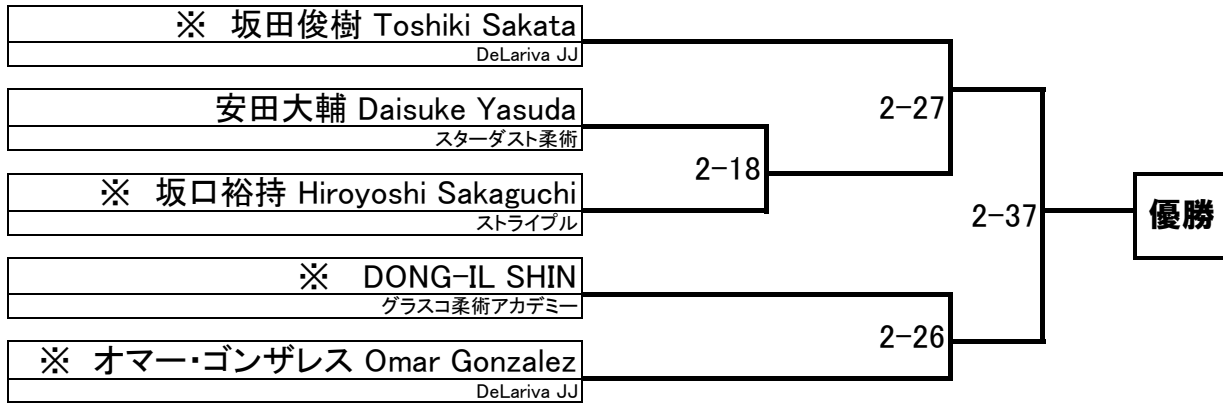 ※ 坂田俊樹 Toshiki Sakata
DeLariva JJ
安田大輔 Daisuke Yasuda
スターダスト柔術
※ 坂口裕持 Hiroyoshi Sakaguchi
ストライプル
※ DONG-IL SHIN
グラスコ柔術アカデミー
※ オマー・ゴンザレス Omar Gonzalez
DeLariva JJ
2-18
2-27
2-26
2-37
優勝